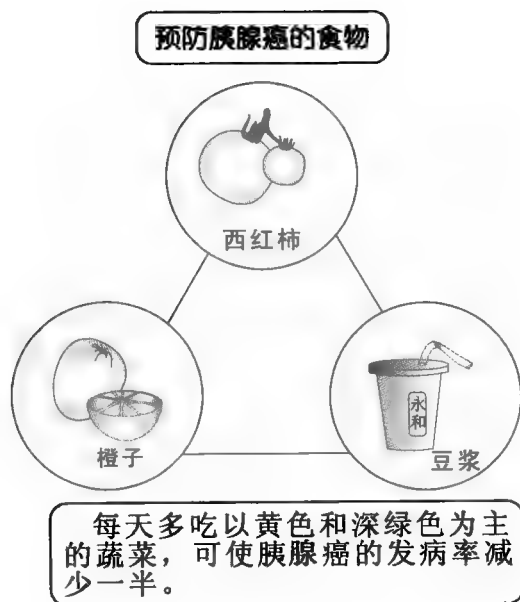 预防胰腺癌的食物
西红柿
橙子
永和
豆浆
每天多吃以黄色和深绿色为主
的蔬菜，可使胰腺癌的发病率减
少一半。